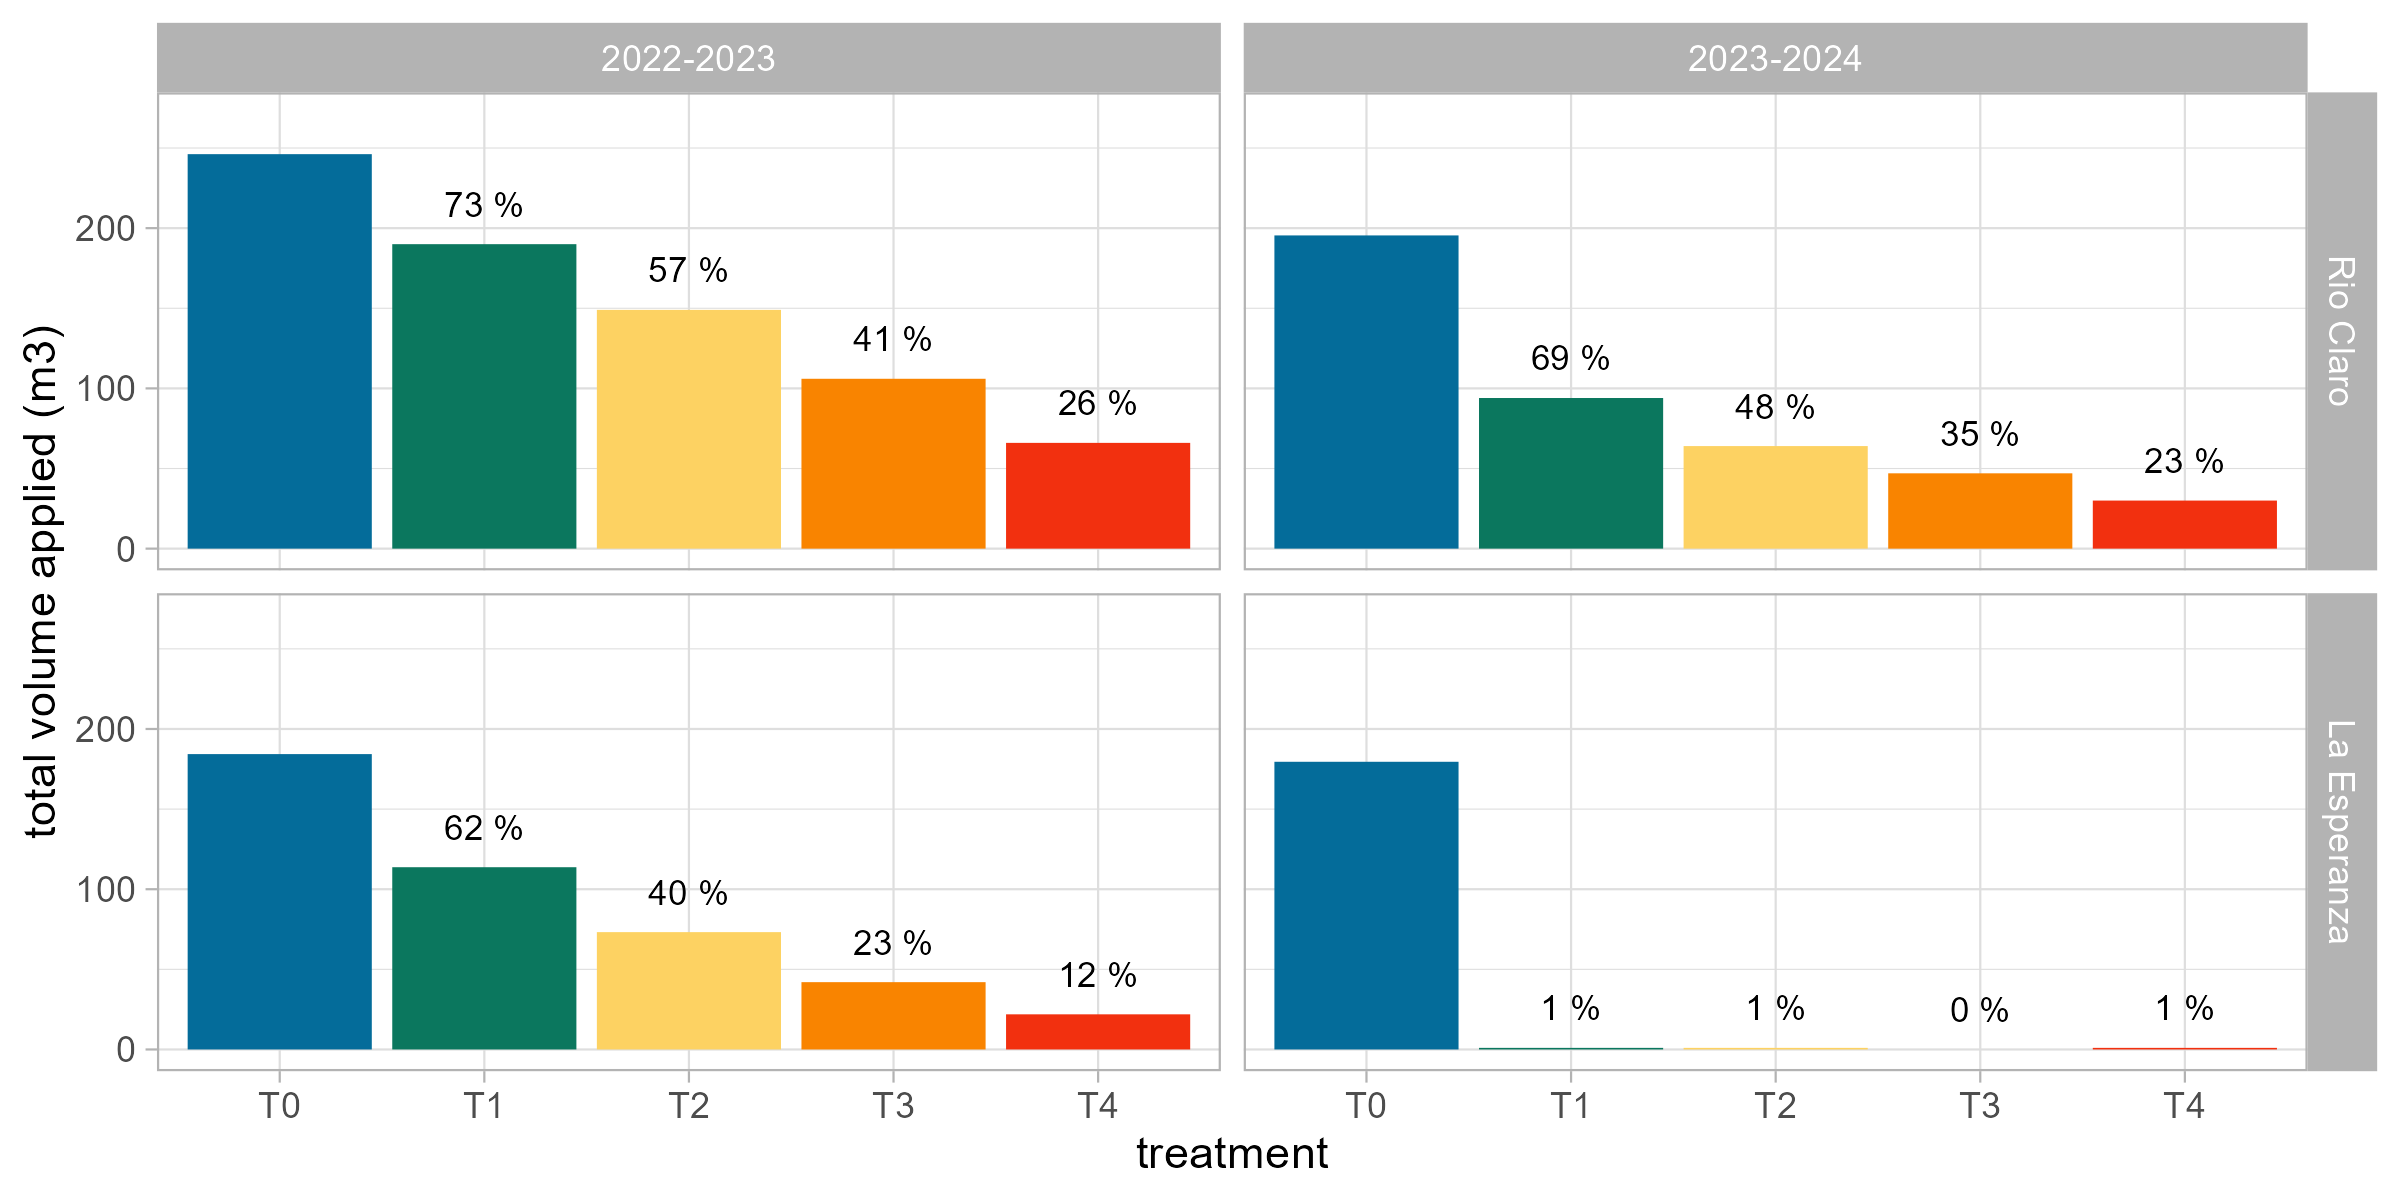 2022-2023
2023-2024
total volume applied (m3)
200
100
0
73 %
57 %
41 %
26 %
69 %
48 %
35 %
23 %
Rio Claro
200
100
0
62 %
40 %
23 %
12 %
1 %
1 %
0 %
1 %
La Esperanza
T0
T1
T2
T3
T4
T0
T1
T2
T3
T4
treatment